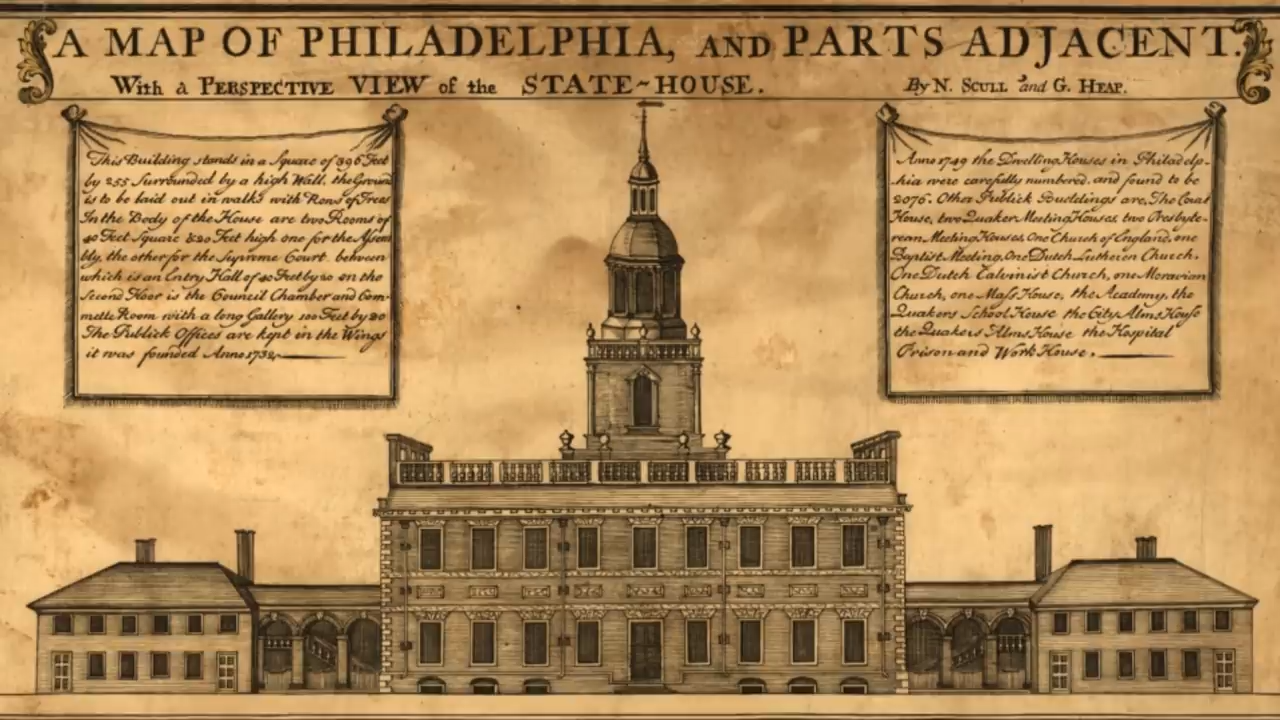 A MAP OF PHILADELPHIA, AND PARTS ADJACENT.
With a PERSPECTIVE VIEW of the STATE-HOUSE. By N. SCULL and G. HEAP.
This Building stands in a Square of 396 Feet
by 255 Surrounded by a high Wall, the Ground
is to be laid out in walks with Rows of Trees
In the Body of the House are two Rooms of
40 Feet Square & 20 Feet high one for the Assem
bly, the other for the Supreme Court between
which is an Entry Hall of 40 Feet by 20 on the
Second Floor is the Council Chamber and Com-
mette Room with a long Gallery 100 Feet by 20
The Publick Offices are kept in the Wings
it was founded Anno 1732.
Anno 1749 the Dwelling Houses in Philadelp-
hia were carefully numbered, and found to be
2076. Other Publick Buildings are, The Court
House, two Quaker Meeting Houses, two Presbyte-
rean Meeting Houses, One Church of England, one
Baptist Meeting, One Dutch Lutheren Church.
One Dutch Calvinist Church, one Moravian
Church, one Mass House, the Academy, the
Quakers School House the City Alms House
the Quakers Alms House the Hospital
Prison and Work House.